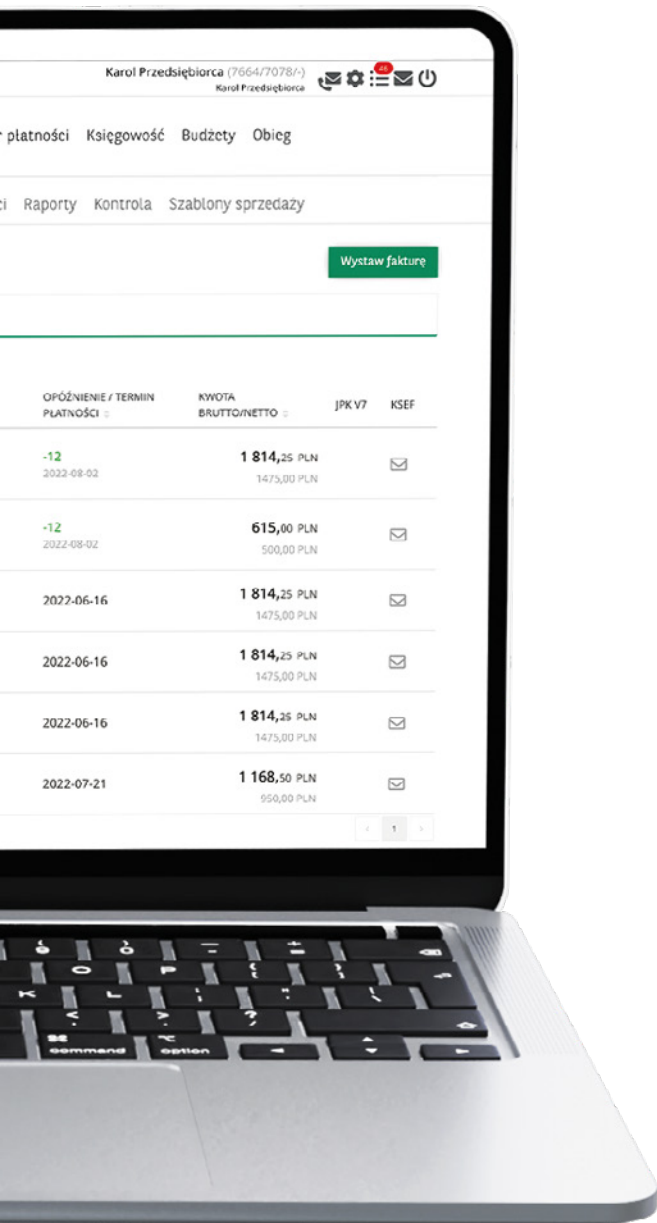 Karol Przedsiębiorca (7664/7078/-)
Karol Przedsiębiorca
płatności Księgowość Budżety Obieg
Raporty Kontrola Szablony sprzedaży
Wystaw fakturę
OPÓŹNIENIE / TERMIN PŁATNOŚCI
KWOTA BRUTTO/NETTO
JPK V7 KSEF
-12 1 814,25 PLN
2022-08-02 1475,00 PLN
-12 615,00 PLN
2022-08-02 500,00 PLN
2022-06-16 1 814,25 PLN
1475,00 PLN
2022-06-16 1 814,25 PLN
1475,00 PLN
2022-06-16 1 814,25 PLN
1475,00 PLN
2022-07-21 1 168,50 PLN
950,00 PLN
1
O P
K L
command option